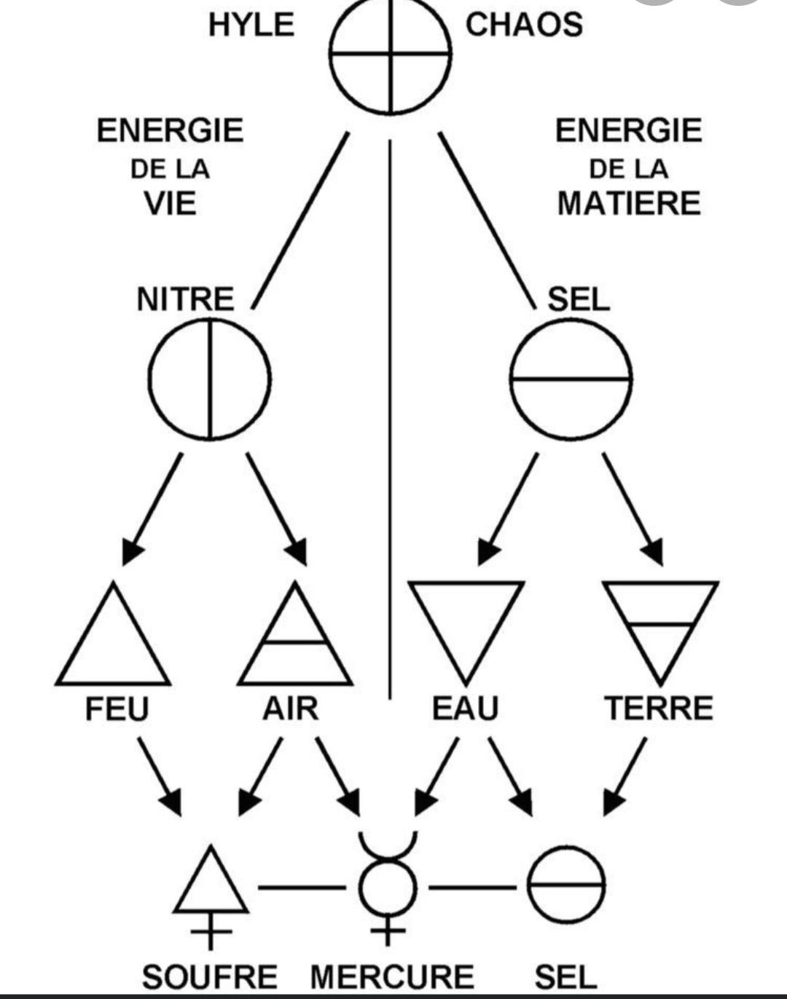 HYLE CHAOS
ENERGIE ENERGIE
DE LA DE LA
VIE MATIERE
NITRE SEL
FEU AIR EAU TERRE
SOUFRE MERCURE SEL